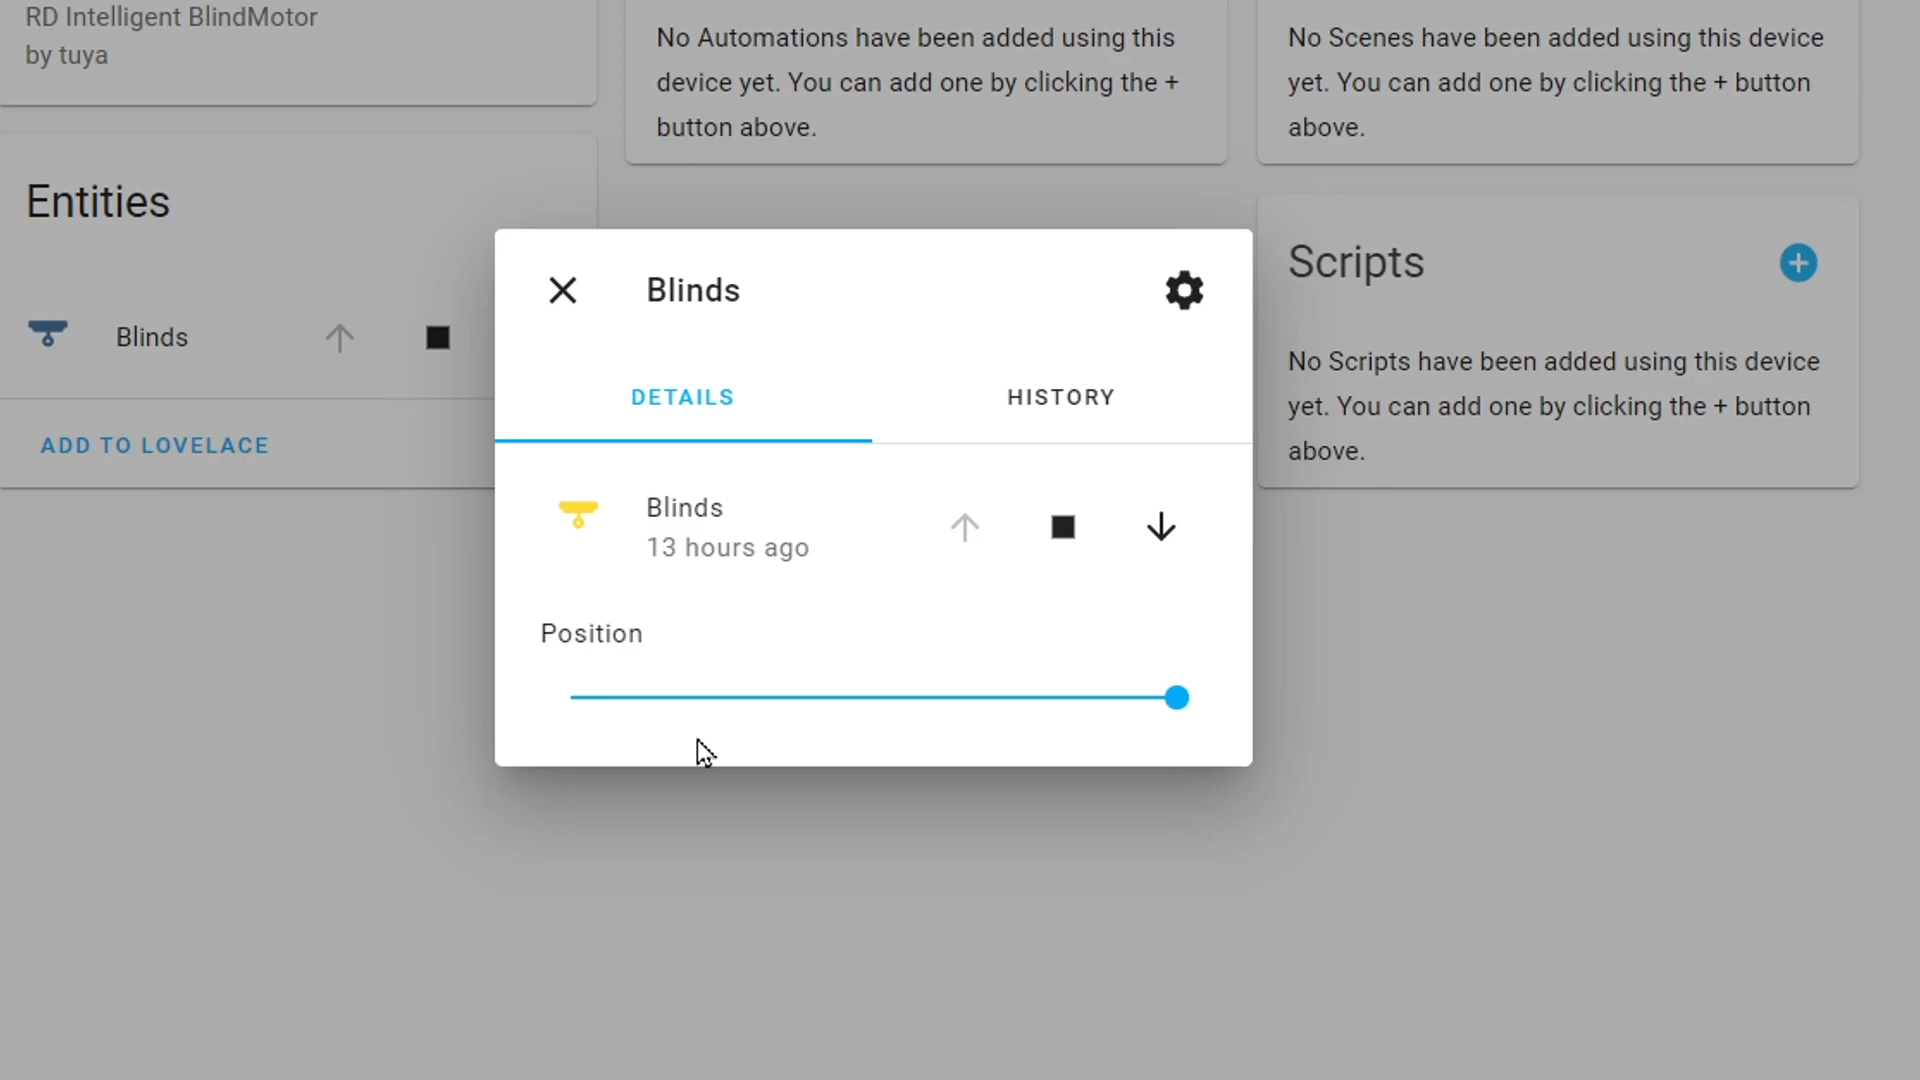 RD Intelligent BlindMotor
by tuya
No Automations have been added using this
device yet. You can add one by clicking the +
button above.
No Scenes have been added using this device
yet. You can add one by clicking the + button
above.
Entities
Blinds
ADD TO LOVELACE
Blinds
DETAILS
HISTORY
Blinds
13 hours ago
Position
Scripts
No Scripts have been added using this device
yet. You can add one by clicking the + button
above.